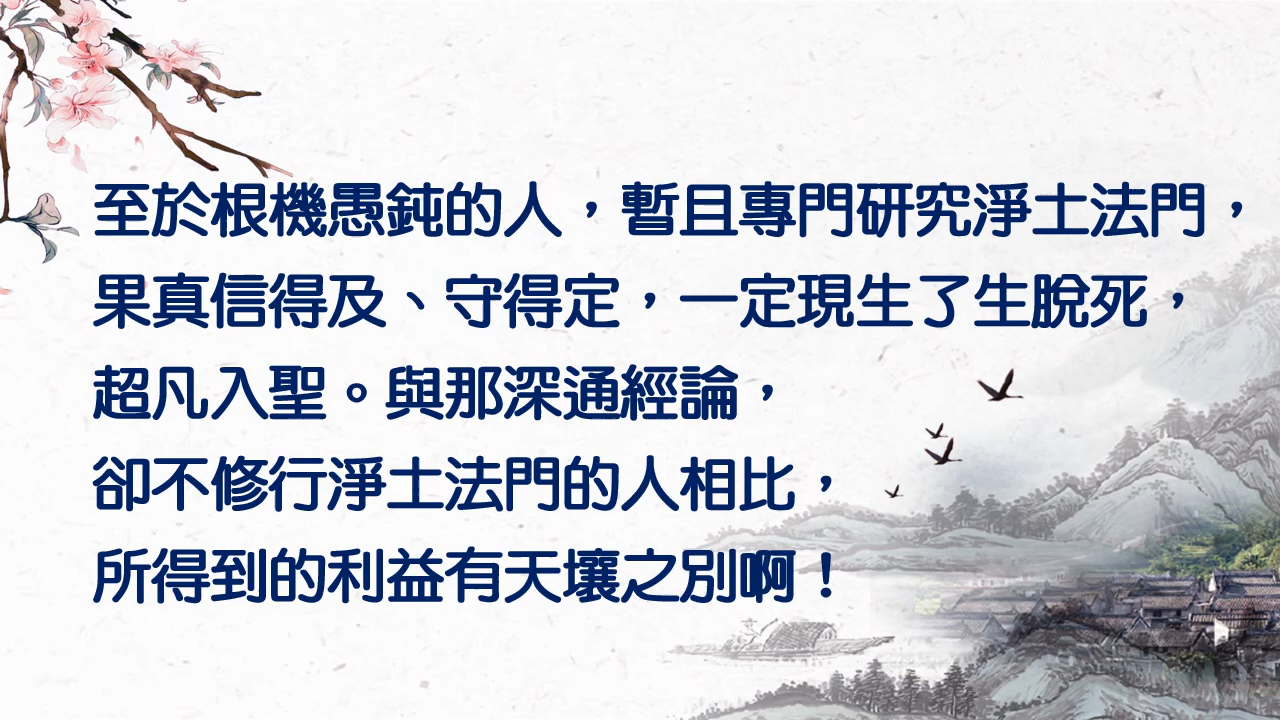 至於根機愚鈍的人，暫且專門研究淨土法門，
果真信得及、守得定，一定現生了生脫死，
超凡入聖。與那深通經論，
卻不修行淨土法門的人相比，
所得到的利益有天壤之別啊！